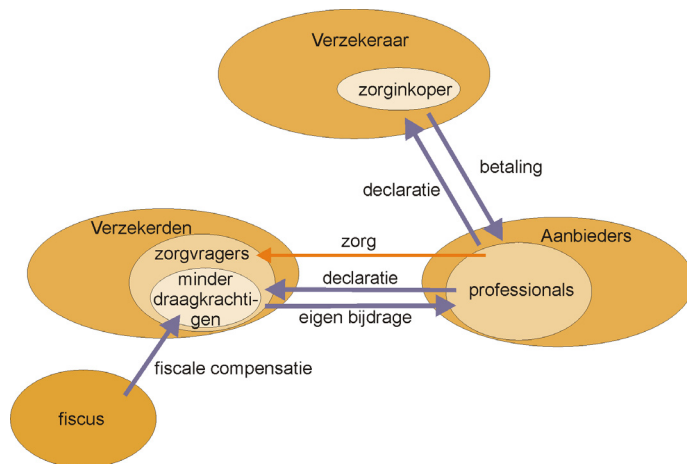 Verzekeraar
zorginkoper
betaling
declaratie
Verzekerden
zorgvragers
minder
draagkrachti-
gen
zorg
declaratie
eigen bijdrage
Aanbieders
professionals
fiscale compensatie
fiscus